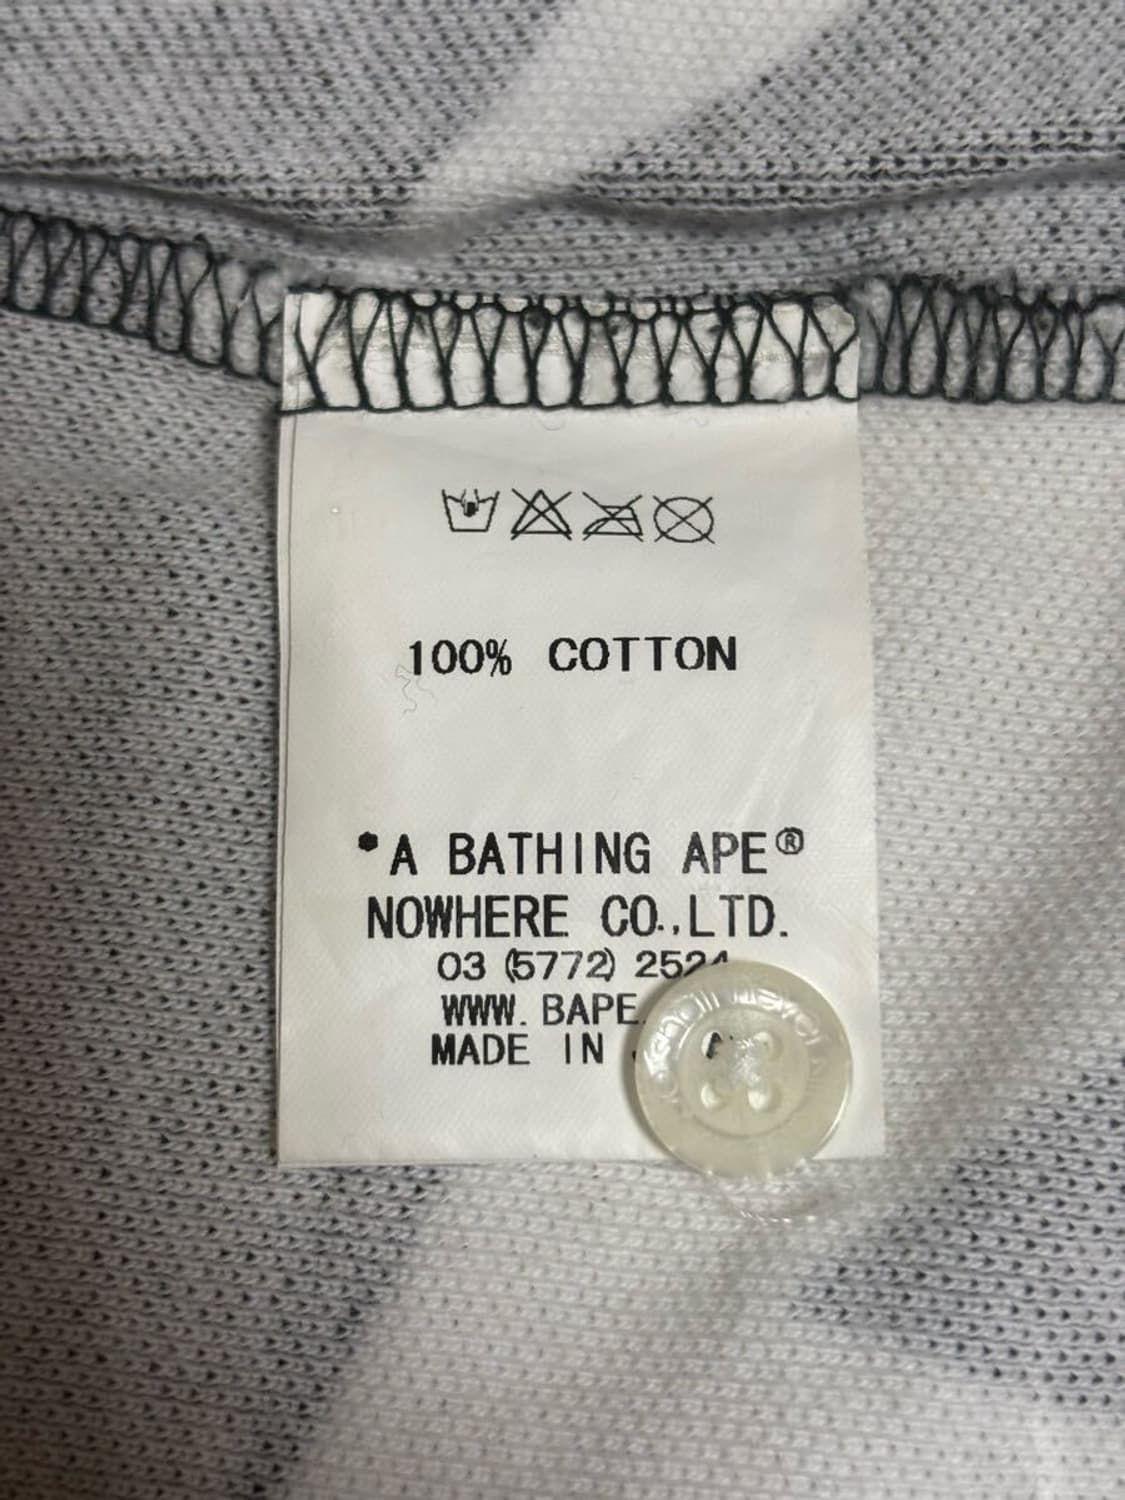 100% COTTON
*A BATHING APE®
NOWHERE CO.,LTD.
03 (5772) 2524
WWW. BAPE.
MADE IN